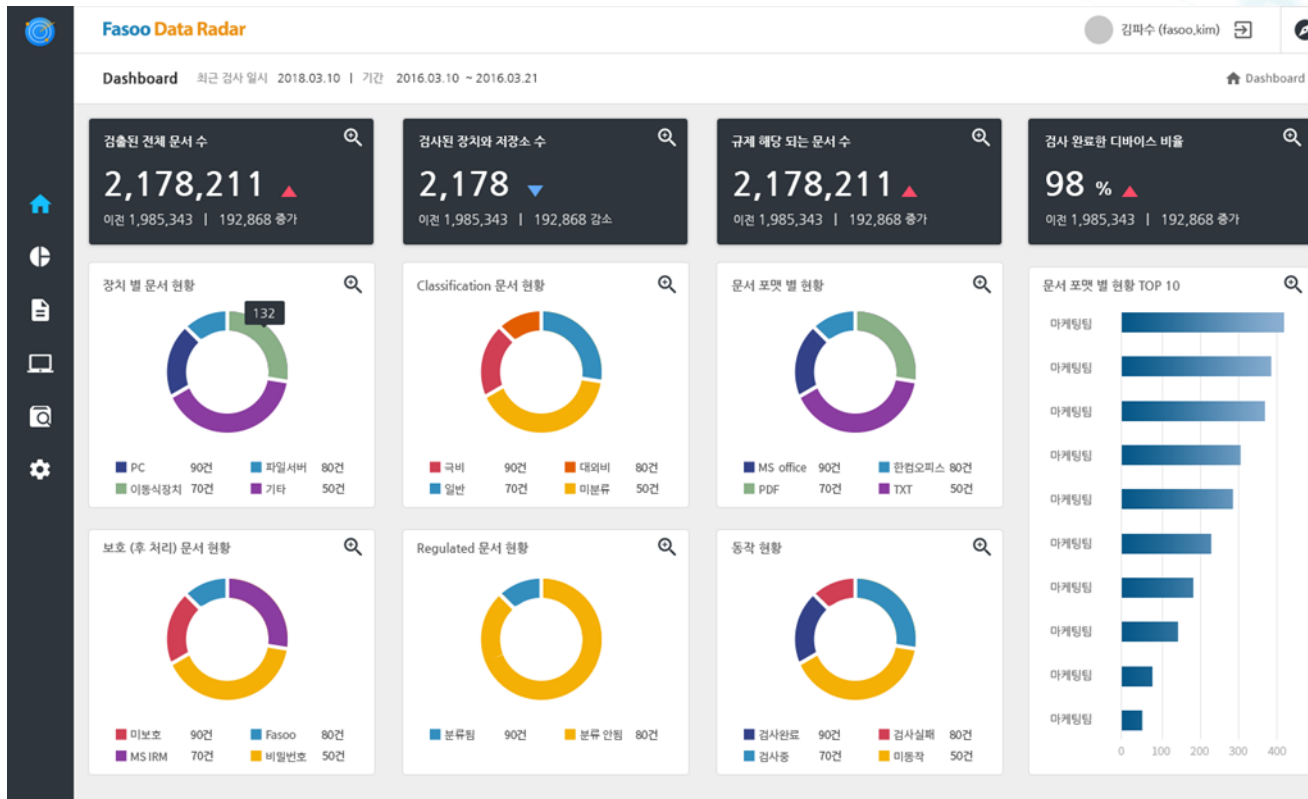 Fasoo Data Radar
김파수 (fasoo,kim)
Dashboard 최근 검사 일시 2018.03.10 | 기간 2016.03.10 ~ 2016.03.21
Dashboard
검출된 전체 문서 수
2,178,211
이전 1,985,343 | 192,868 증가
검사된 장치와 저장소 수
2,178
이전 1,985,343 | 192,868 감소
규제 해당 되는 문서 수
2,178,211
이전 1,985,343 | 192,868 증가
검사 완료한 디바이스 비율
98 %
이전 1,985,343 | 192,868 증가
장치 별 문서 현황
132
PC 90건 파일서버 80건
이동식장치 70건 기타 50건
Classification 문서 현황
극비 90건 대외비 80건
일반 70건 미분류 50건
문서 포맷 별 현황
MS office 90건 한컴오피스 80건
PDF 70건 TXT 50건
문서 포맷 별 현황 TOP 10
마케팅팀
마케팅팀
마케팅팀
마케팅팀
마케팅팀
마케팅팀
마케팅팀
마케팅팀
마케팅팀
마케팅팀
0 100 200 300 400
보호 (후 처리) 문서 현황
미보호 90건 Fasoo 80건
MS IRM 70건 비밀번호 50건
Regulated 문서 현황
분류됨 90건 분류 안됨 80건
동작 현황
검사완료 90건 검사실패 80건
검사중 70건 미동작 50건